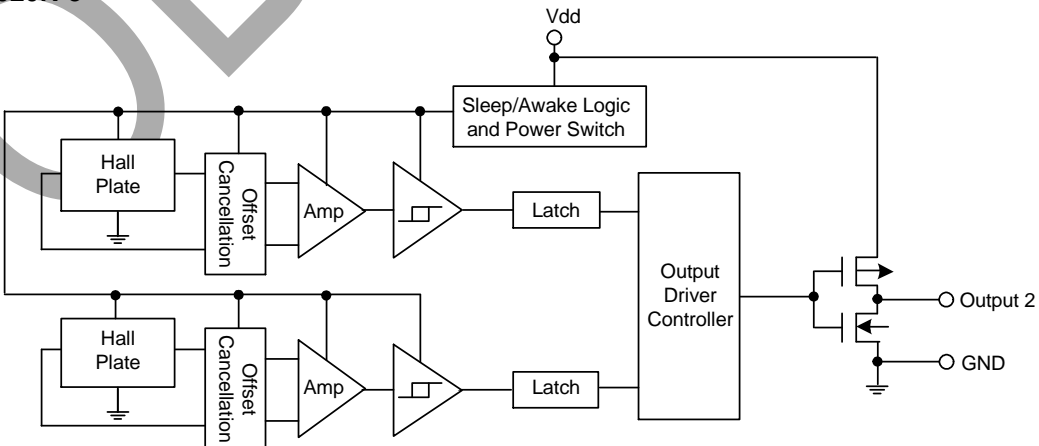 Vdd
Sleep/Awake Logic
and Power Switch
Hall
Plate
Offset
Cancellation
Amp
Latch
Output
Driver
Controller
Output 2
GND
Hall
Plate
Offset
Cancellation
Amp
Latch